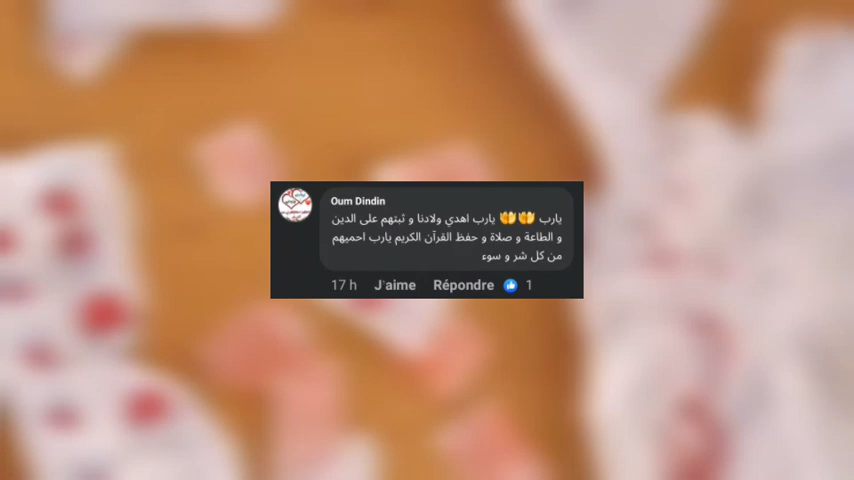 Oum Dindin
يارب 🤲🤲 يارب اهدي ولادنا و ثبتهم على الدين
و الطاعة و صلاة و حفظ القرآن الكريم يارب احميهم
من كل شر و سوء
17 h J'aime Répondre 1